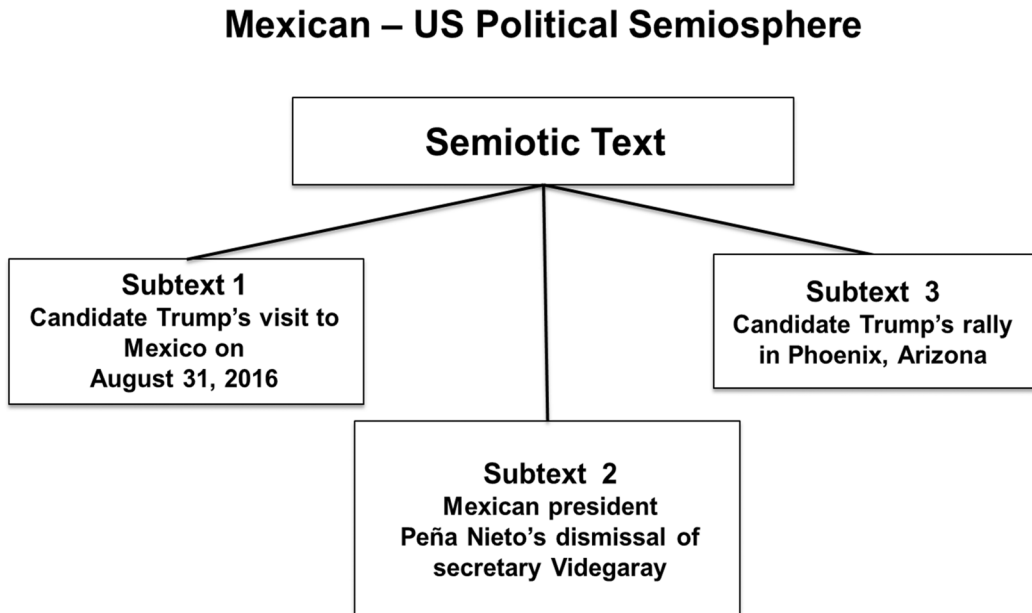 Mexican – US Political Semiosphere
Semiotic Text
Subtext 1
Candidate Trump's visit to
Mexico on
August 31, 2016
Subtext 2
Mexican president
Peña Nieto's dismissal of
secretary Videgaray
Subtext 3
Candidate Trump's rally
in Phoenix, Arizona